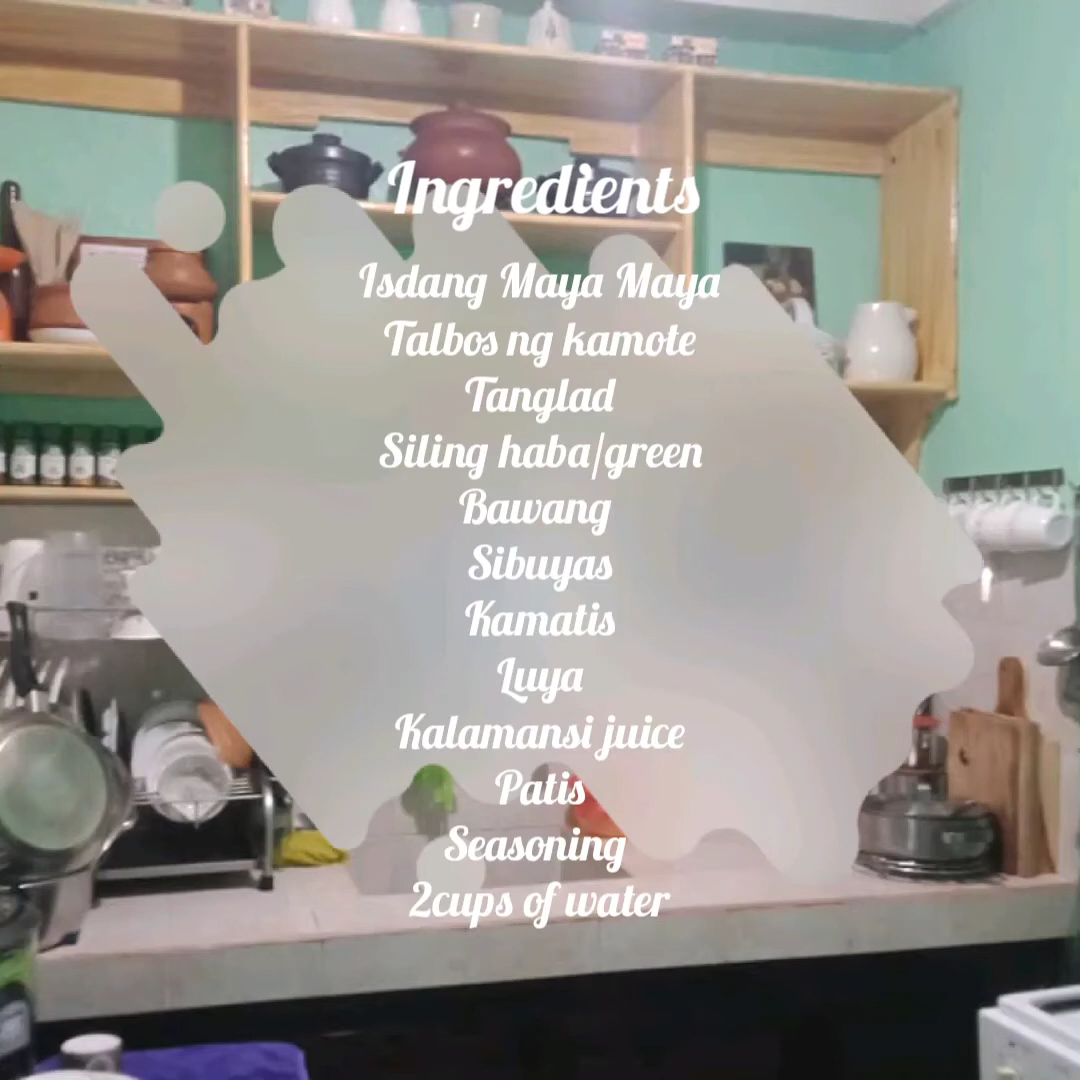 Ingredients
Isdang Maya Maya
Talbos ng kamote
Tanglad
Siling haba/green
Bawang
Sibuyas
Kamatis
Luya
Kalamansi juice
Patis
Seasoning
2cups of water